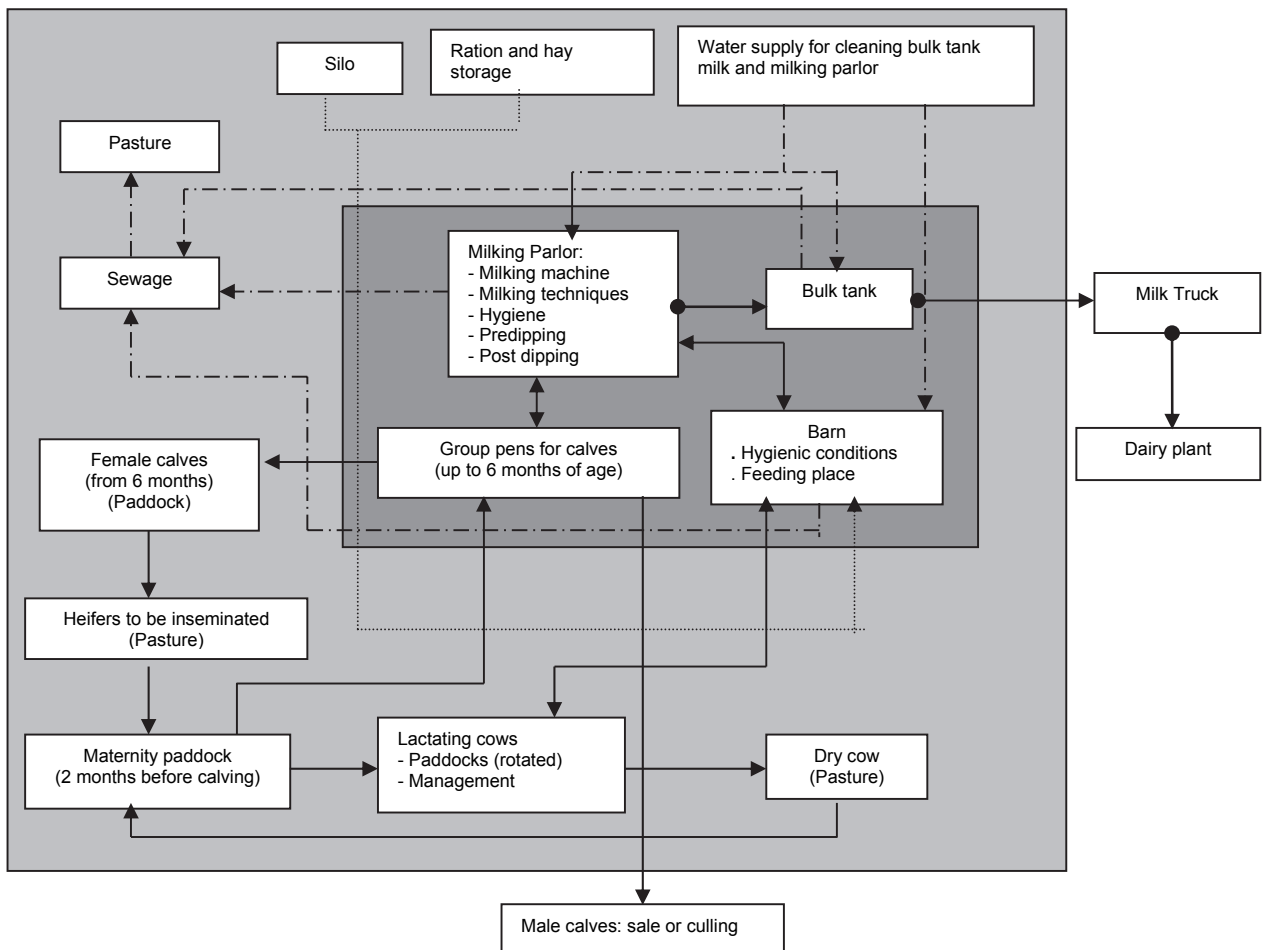 Silo
Ration and hay
storage
Water supply for cleaning bulk tank
milk and milking parlor
Pasture
Sewage
Milking Parlor:
- Milking machine
- Milking techniques
- Hygiene
- Predipping
- Post dipping
Bulk tank
Milk Truck
Dairy plant
Barn
. Hygienic conditions
. Feeding place
Group pens for calves
(up to 6 months of age)
Female calves
(from 6 months)
(Paddock)
Heifers to be inseminated
(Pasture)
Maternity paddock
(2 months before calving)
Lactating cows
- Paddocks (rotated)
- Management
Dry cow
(Pasture)
Male calves: sale or culling